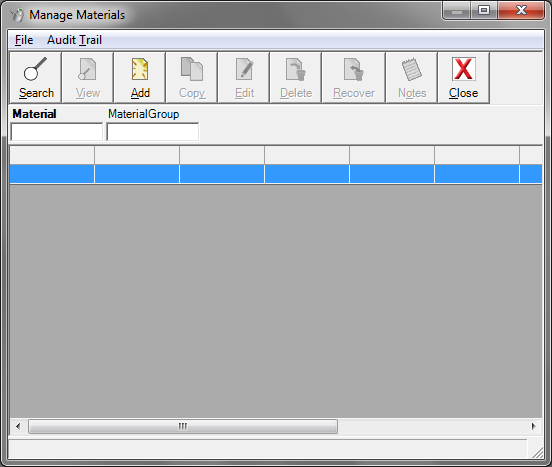 Manage Materials
File Audit Trail
Search View Add Copy Edit Delete Recover Notes Close
Material MaterialGroup